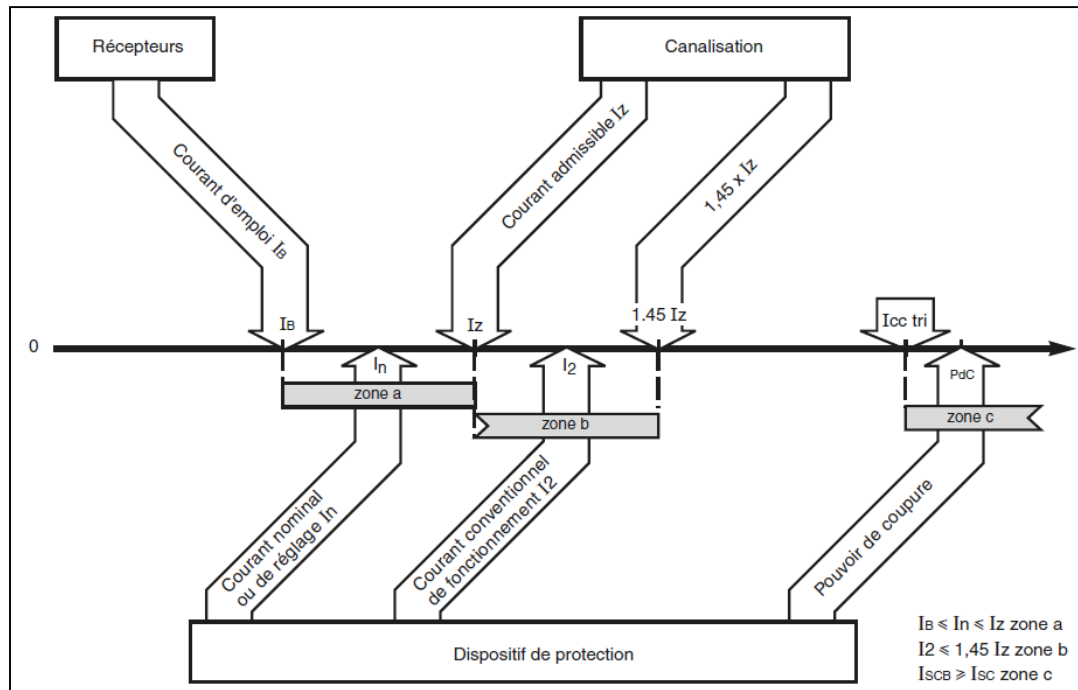 Récepteurs
Canalisation
Courant d'emploi IB
Courant admissible Iz
1,45 x Iz
IB
Iz
1.45 Iz
Icc tri
0
In
I2
PdC
zone a
zone b
zone c
Courant nominal
ou de réglage In
Courant conventionnel
de fonctionnement I2
Pouvoir de coupure
Dispositif de protection
IB ⩽ In ⩽ Iz zone a
I2 ⩽ 1,45 Iz zone b
ISCB ⩾ ISC zone c